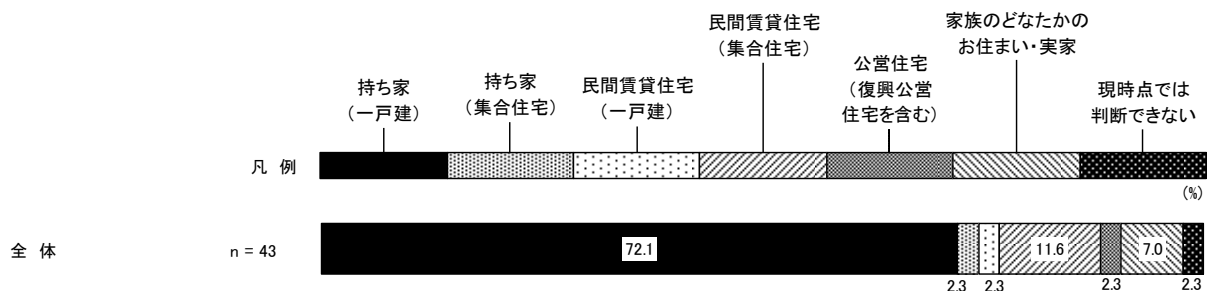 持ち家
（一戸建）
持ち家
（集合住宅）
民間賃貸住宅
（一戸建）
民間賃貸住宅
（集合住宅）
公営住宅
（復興公営
住宅を含む）
家族のどなたかの
お住まい・実家
現時点では
判断できない
凡 例
(%)
全 体
n = 43
72.1
2.3
2.3
11.6
2.3
7.0
2.3